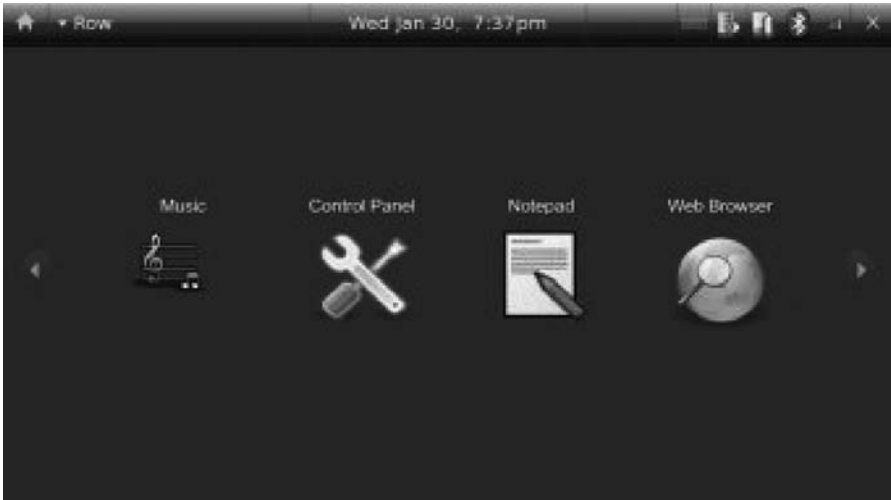 Row
Wed Jan 30, 7:37pm
Music
Control Panel
Notepad
Web Browser